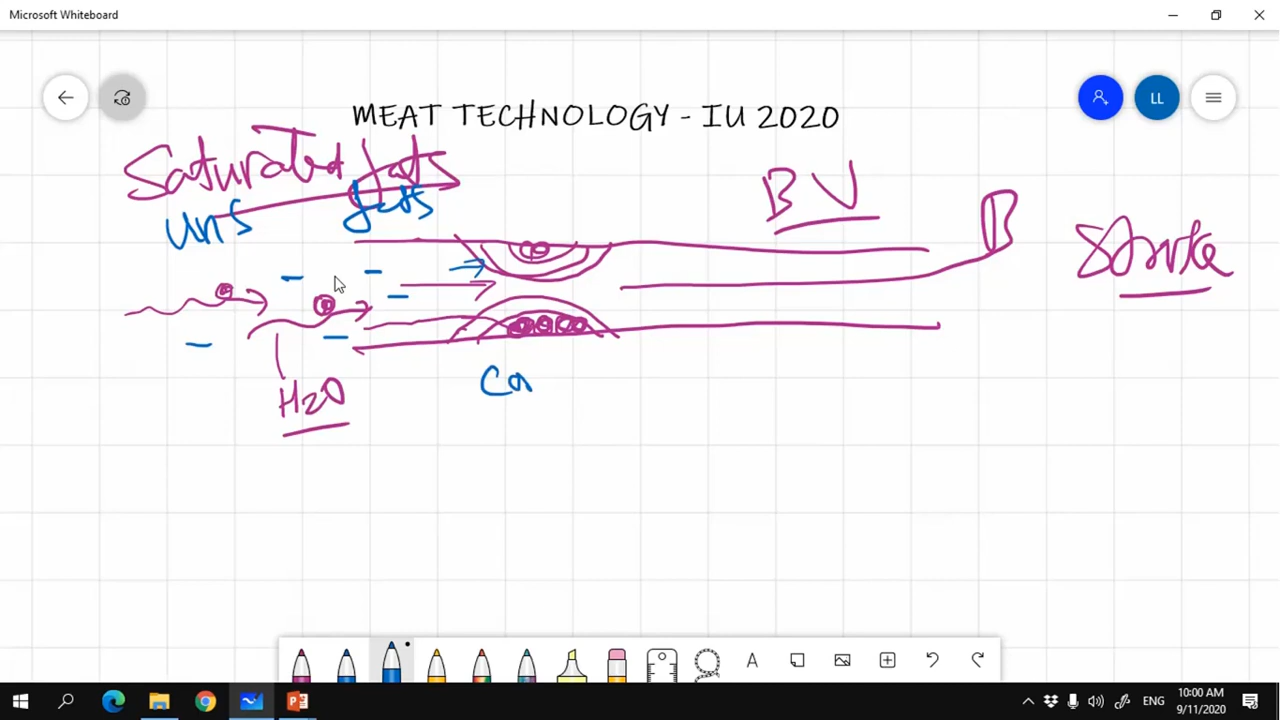 Microsoft Whiteboard
LL
MEAT TECHNOLOGY - IU 2020
Saturated fats
uns fats
B V
B
Stroke
H2O
Ca
A
ENG
10:00 AM
9/11/2020